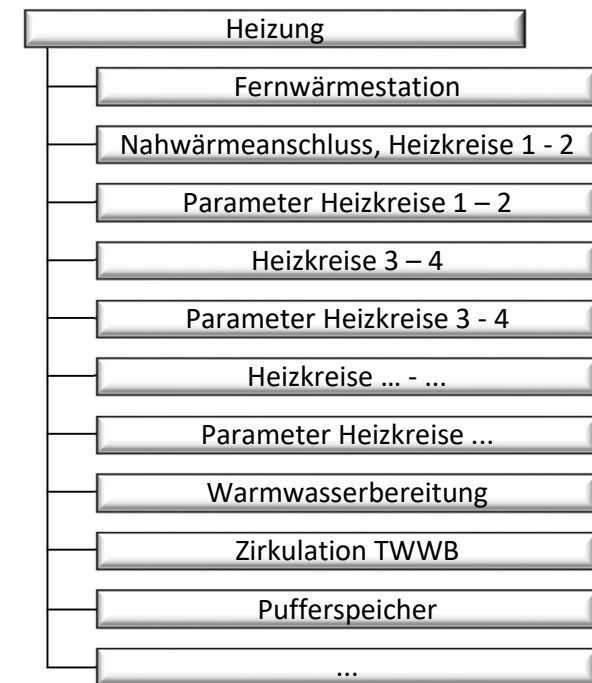 Heizung
Fernwärmestation
Nahwärmeanschluss, Heizkreise 1 - 2
Parameter Heizkreise 1 – 2
Heizkreise 3 – 4
Parameter Heizkreise 3 - 4
Heizkreise … - ...
Parameter Heizkreise ...
Warmwasserbereitung
Zirkulation TWWB
Pufferspeicher
...